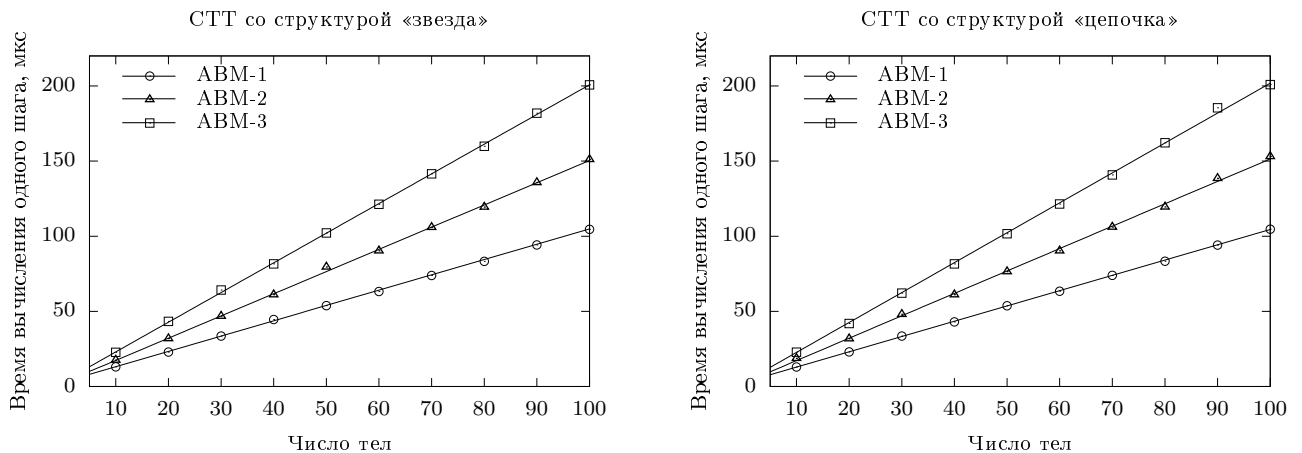 СТТ со структурой «звезда»
Время вычисления одного шага, мкс
200
150
100
50
0
АВМ-1
АВМ-2
АВМ-3
10 20 30 40 50 60 70 80 90 100
Число тел
СТТ со структурой «цепочка»
Время вычисления одного шага, мкс
200
150
100
50
0
АВМ-1
АВМ-2
АВМ-3
10 20 30 40 50 60 70 80 90 100
Число тел